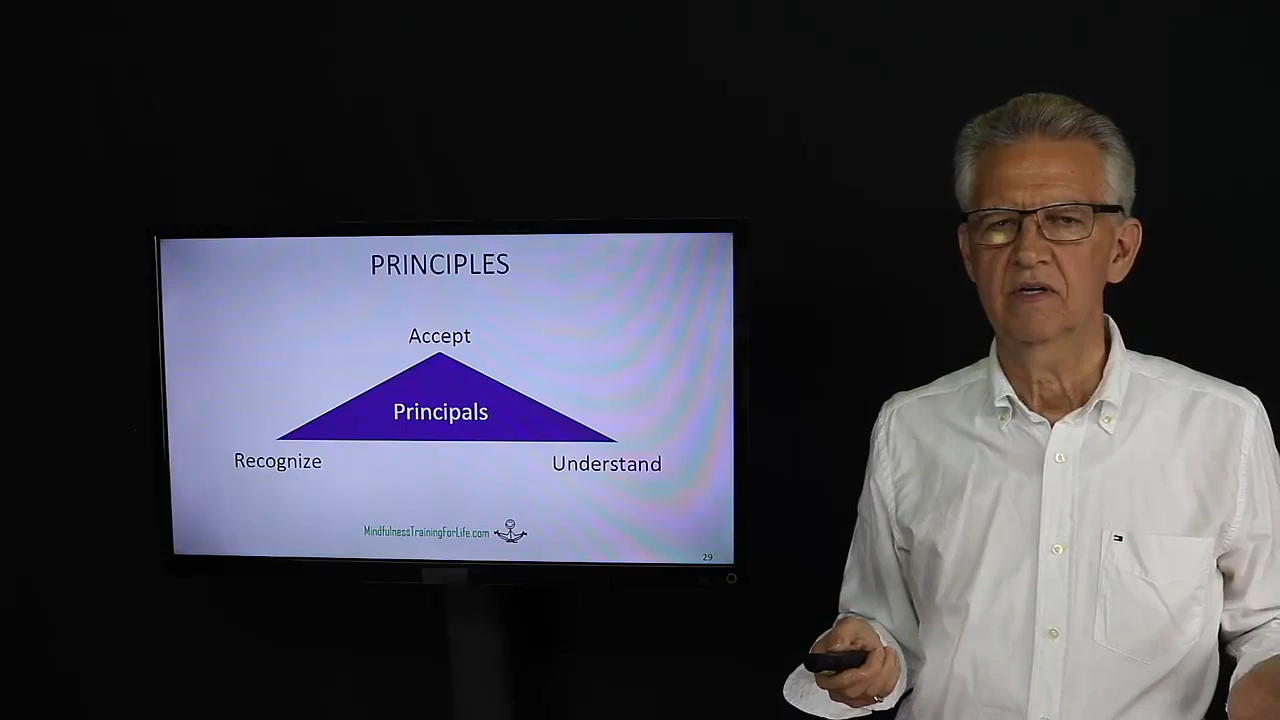 PRINCIPLES
Accept
Principals
Recognize
Understand
MindfulnessTrainingForLife.com
29